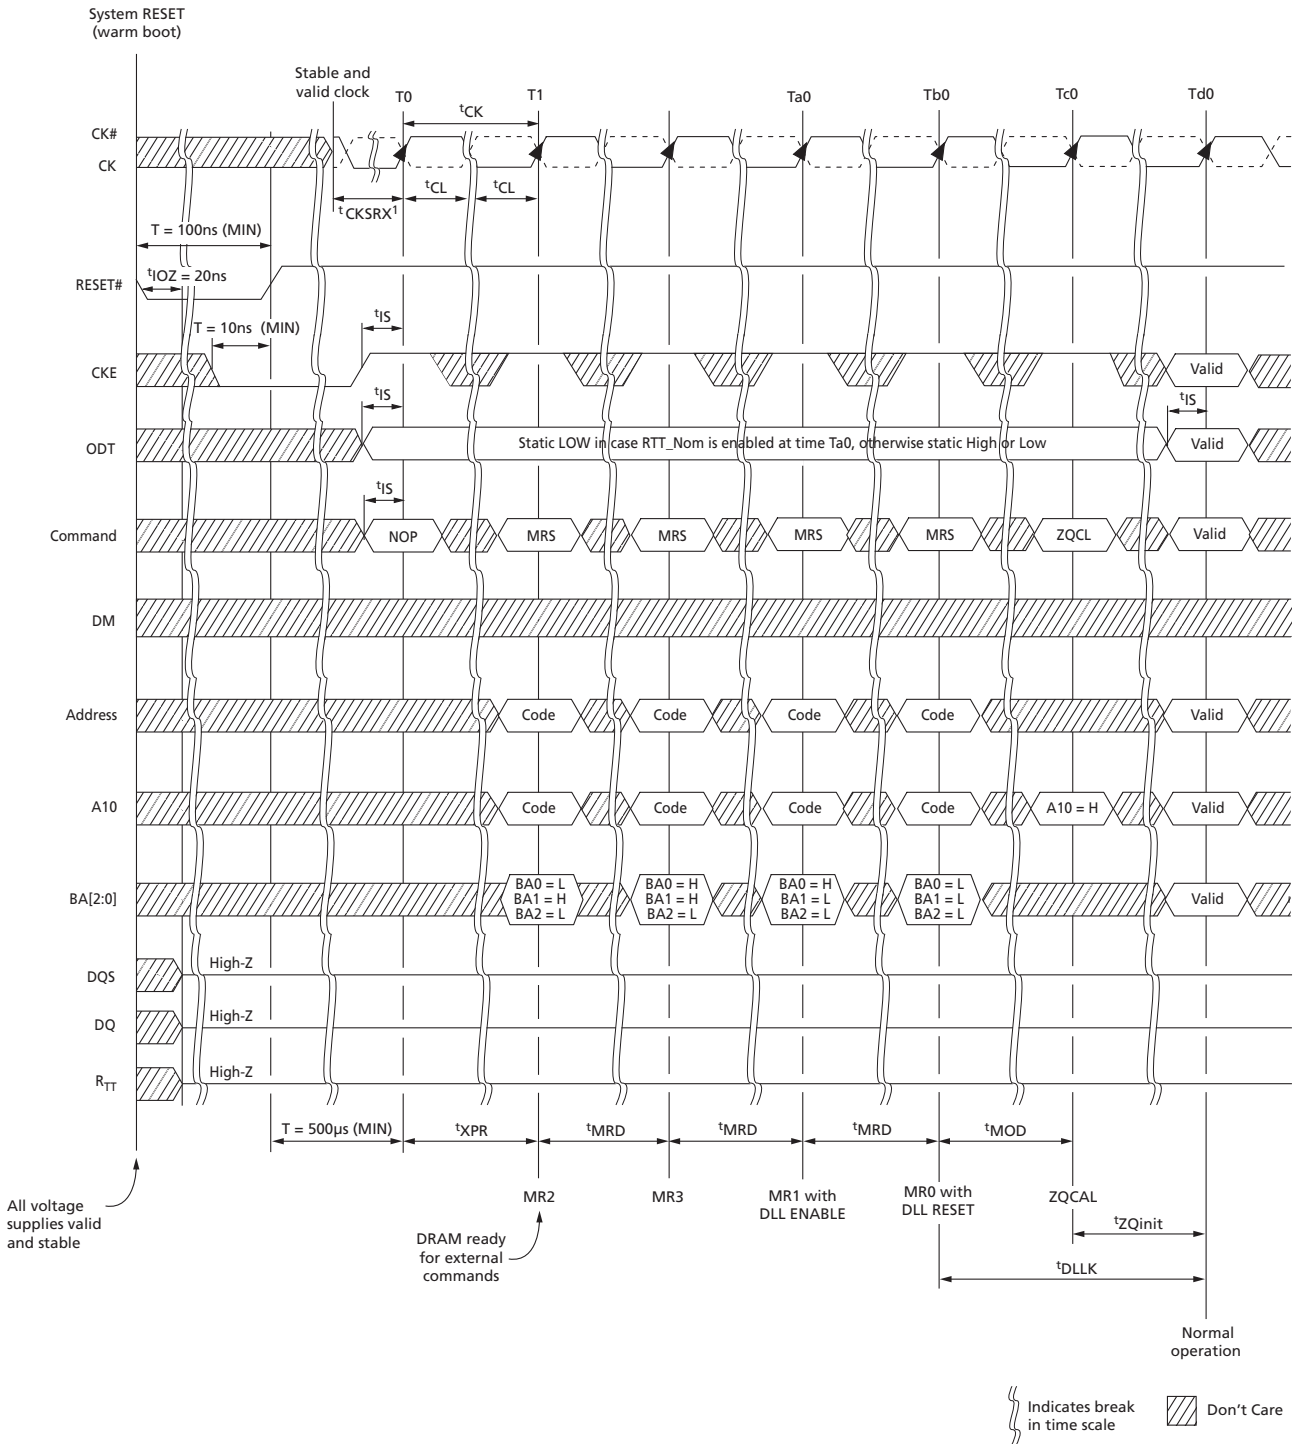 System RESET
(warm boot)
Stable and
valid clock
T0
T1
Ta0
Tb0
Tc0
Td0
tCK
CK#
CK
tCL
tCL
tCKSRX1
T = 100ns (MIN)
tIOZ = 20ns
RESET#
T = 10ns (MIN)
tIS
CKE
Valid
tIS
tIS
ODT
Static LOW in case RTT_Nom is enabled at time Ta0, otherwise static High or Low
Valid
tIS
Command
NOP
MRS
MRS
MRS
MRS
ZQCL
Valid
DM
Address
Code
Code
Code
Code
Valid
A10
Code
Code
Code
Code
A10 = H
Valid
BA[2:0]
BA0 = L
BA1 = H
BA2 = L
BA0 = H
BA1 = H
BA2 = L
BA0 = H
BA1 = L
BA2 = L
BA0 = L
BA1 = L
BA2 = L
Valid
DQS
High-Z
DQ
High-Z
RTT
High-Z
T = 500μs (MIN)
tXPR
tMRD
tMRD
tMRD
tMOD
All voltage
supplies valid
and stable
MR2
MR3
MR1 with
DLL ENABLE
MR0 with
DLL RESET
ZQCAL
DRAM ready
for external
commands
tZQinit
tDLLK
Normal
operation
Indicates break
in time scale
Don't Care